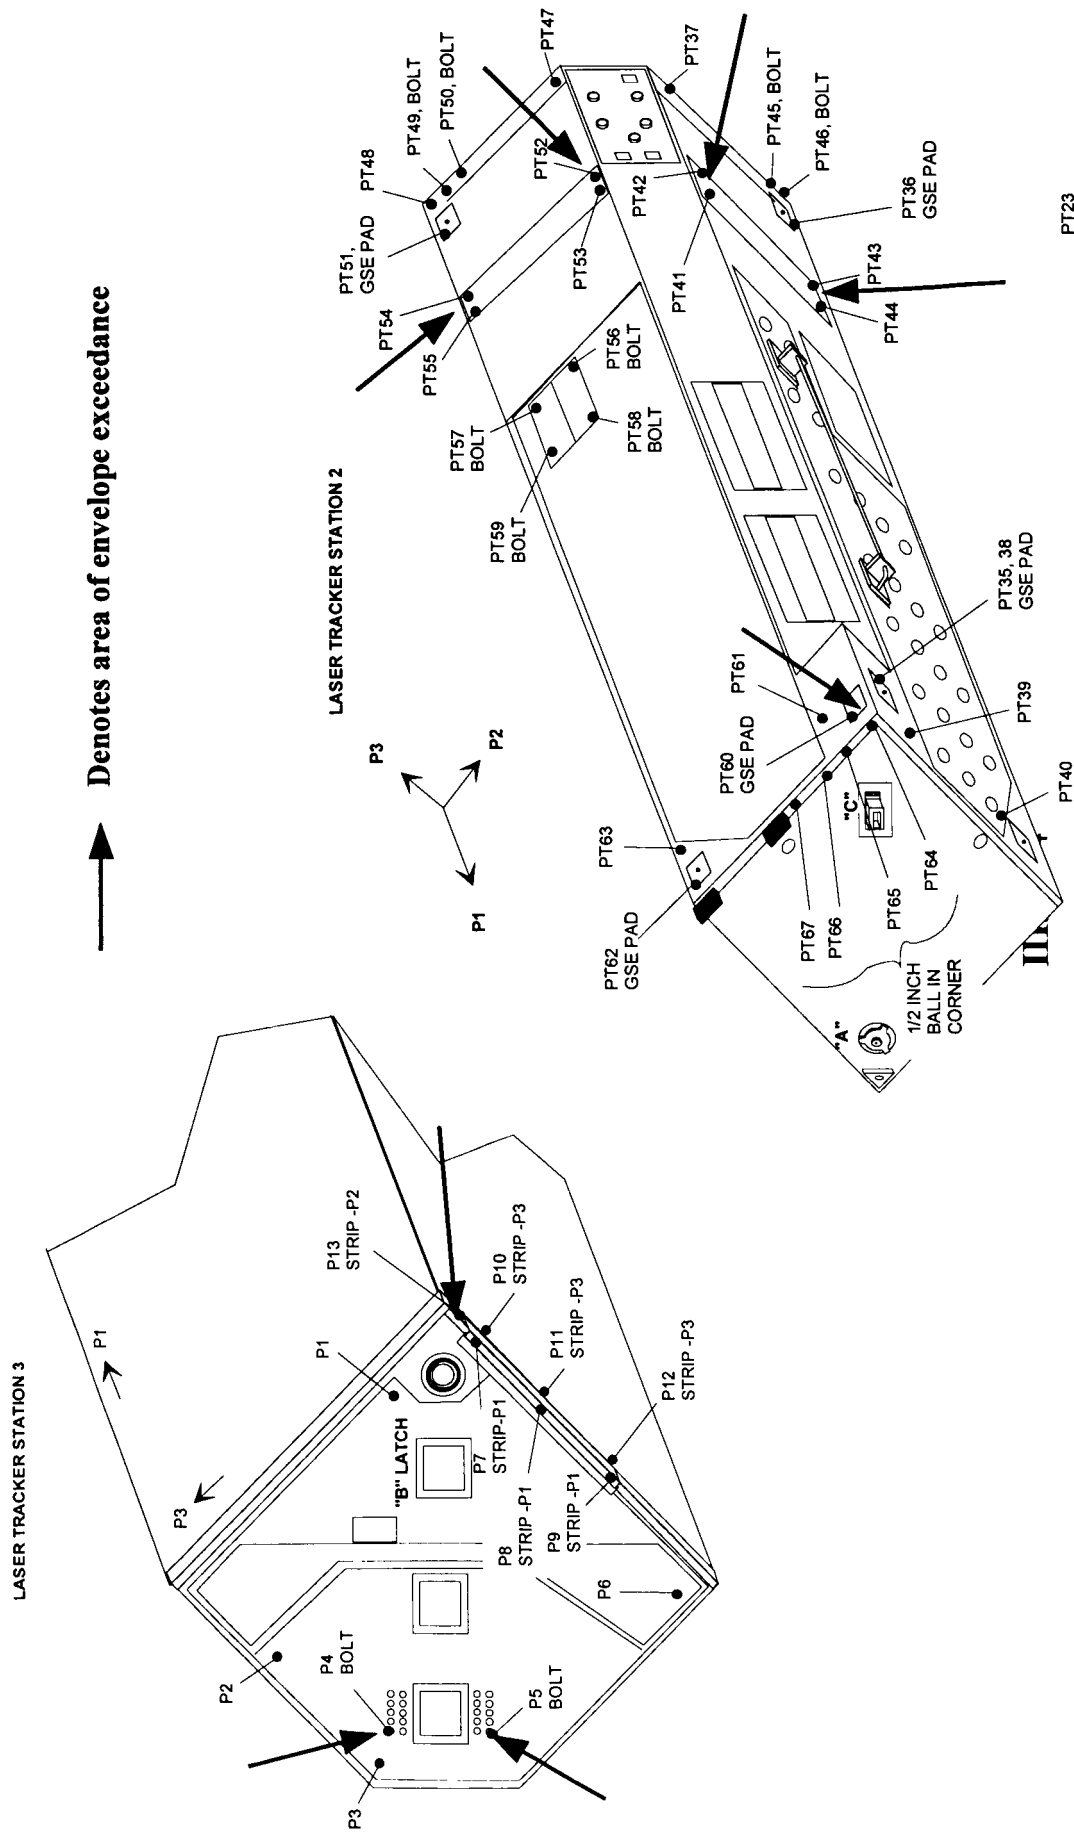 Denotes area of envelope exceedance
LASER TRACKER STATION 3
P1
P3
P13
STRIP -P2
P10
STRIP -P3
P11
STRIP -P3
P12
STRIP -P3
P1
"B" LATCH
P7
STRIP-P1
P8
STRIP -P1
P9
STRIP -P1
P6
P2
P4
BOLT
P5
BOLT
P3
LASER TRACKER STATION 2
P3
P2
P1
PT48
PT49, BOLT
PT50, BOLT
PT47
PT51,
GSE PAD
PT52
PT53
PT54
PT55
PT37
PT45, BOLT
PT46, BOLT
PT36
GSE PAD
PT42
PT41
PT43
PT44
PT23
PT56
BOLT
PT57
BOLT
PT58
BOLT
PT59
BOLT
PT35, 38
GSE PAD
PT39
PT40
PT61
PT60
GSE PAD
PT63
PT62
GSE PAD
"C"
PT64
PT65
PT66
PT67
1/2 INCH
BALL IN
CORNER
"A"